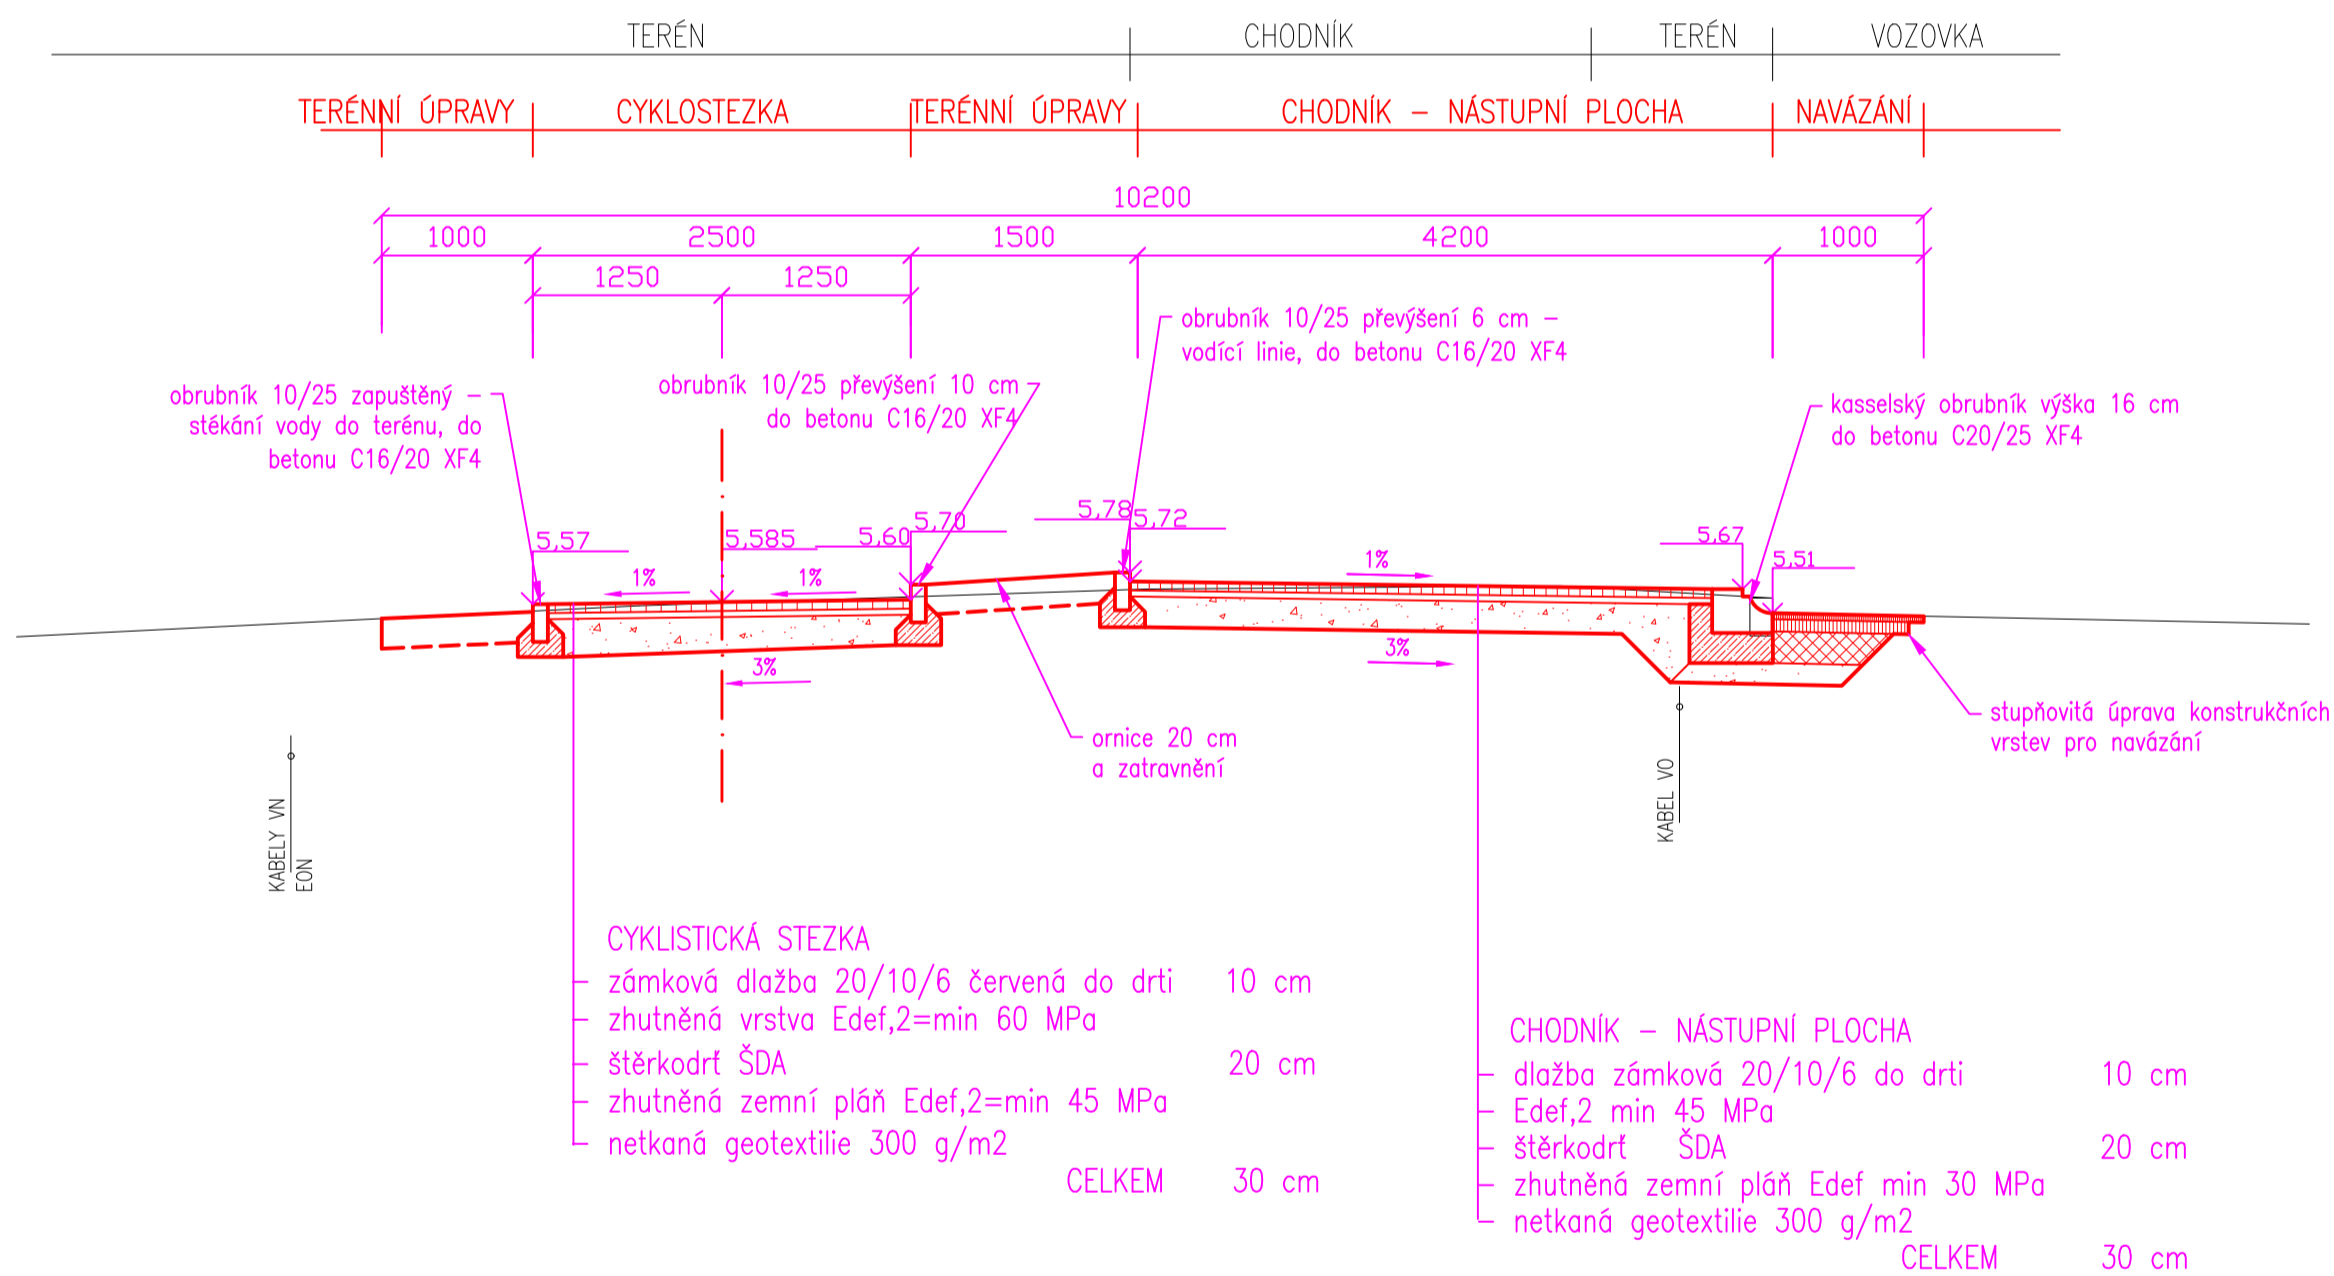 TERÉN CHODNÍK TERÉN VOZOVKA
TERÉNNÍ ÚPRAVY CYKLOSTEZKA TERÉNNÍ ÚPRAVY CHODNÍK – NÁSTUPNÍ PLOCHA NAVÁZÁNÍ
10200
1000 2500 1500 4200 1000
1250 1250
obrubník 10/25 převýšení 6 cm –
vodící linie, do betonu C16/20 XF4
obrubník 10/25 zapuštěný –
stékání vody do terénu, do
betonu C16/20 XF4
obrubník 10/25 převýšení 10 cm
do betonu C16/20 XF4
kasselský obrubník výška 16 cm
do betonu C20/25 XF4
5,57 5,585 5,60 5,70 5,78 5,72 5,67 5,51
1% 1% 1%
3% 3%
ornice 20 cm
a zatravnění
stupňovitá úprava konstrukčních
vrstev pro navázání
KABELY VN
EON
KABEL VO
CYKLISTICKÁ STEZKA
zámková dlažba 20/10/6 červená do drti 10 cm
zhutněná vrstva Edef,2=min 60 MPa
štěrkodrť ŠDA 20 cm
zhutněná zemní pláň Edef,2=min 45 MPa
netkaná geotextilie 300 g/m2
CELKEM 30 cm
CHODNÍK – NÁSTUPNÍ PLOCHA
dlažba zámková 20/10/6 do drti 10 cm
Edef,2 min 45 MPa
štěrkodrť ŠDA 20 cm
zhutněná zemní pláň Edef min 30 MPa
netkaná geotextilie 300 g/m2
CELKEM 30 cm